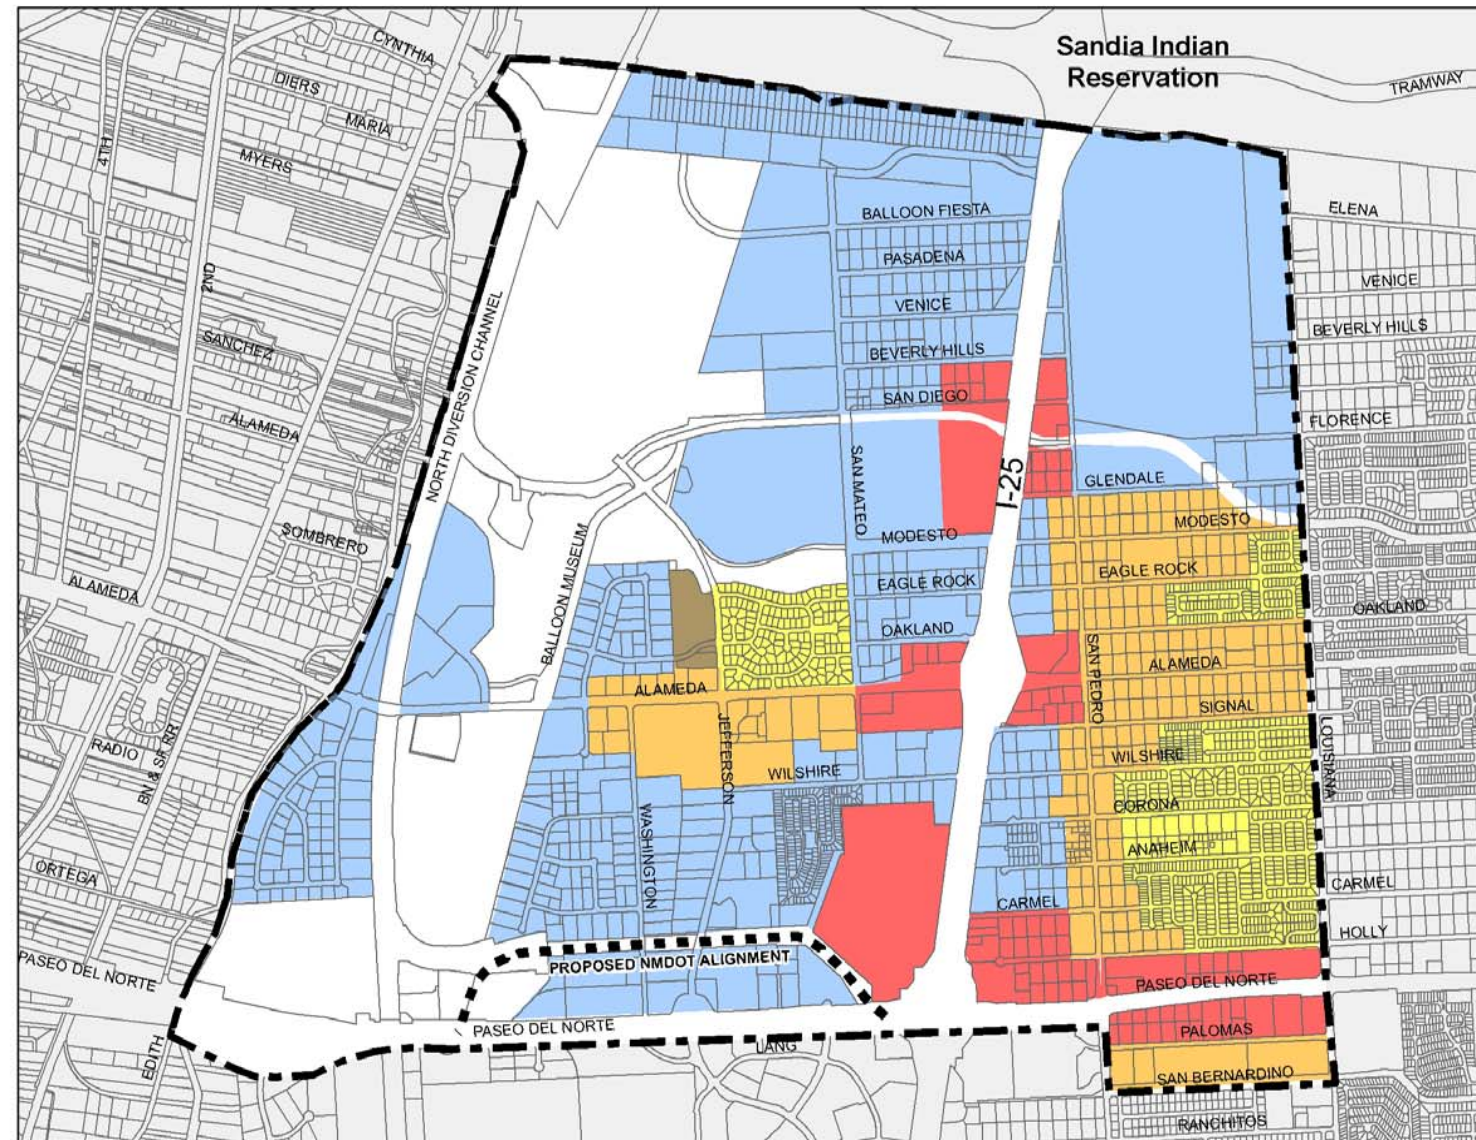 CYNTHIA
Sandia Indian
Reservation
TRAMWAY
DIERS
MARIA
4TH
MYERS
ELENA
BALLOON FIESTA
PASADENA
2ND
VENICE
VENICE
BEVERLY HILLS
SANCHEZ
BEVERLY HILLS
NORTH DIVERSION CHANNEL
SAN DIEGO
ALAMEDA
FLORENCE
SAN MATEO
I-25
GLENDALE
MODESTO
MODESTO
SOMBRERO
BALLOON MUSEUM
EAGLE ROCK
EAGLE ROCK
ALAMEDA
OAKLAND
OAKLAND
SAN PEDRO
ALAMEDA
ALAMEDA
SIGNAL
JEFFERSON
LOUISIANA
RADIO
BN & SF RR
WILSHIRE
WILSHIRE
CORONA
WASHINGTON
ANAHEIM
ORTEGA
CARMEL
CARMEL
HOLLY
PROPOSED NMDOT ALIGNMENT
PASEO DEL NORTE
PASEO DEL NORTE
PASEO DEL NORTE
PALOMAS
EDITH
LANG
SAN BERNARDINO
RANCHITOS